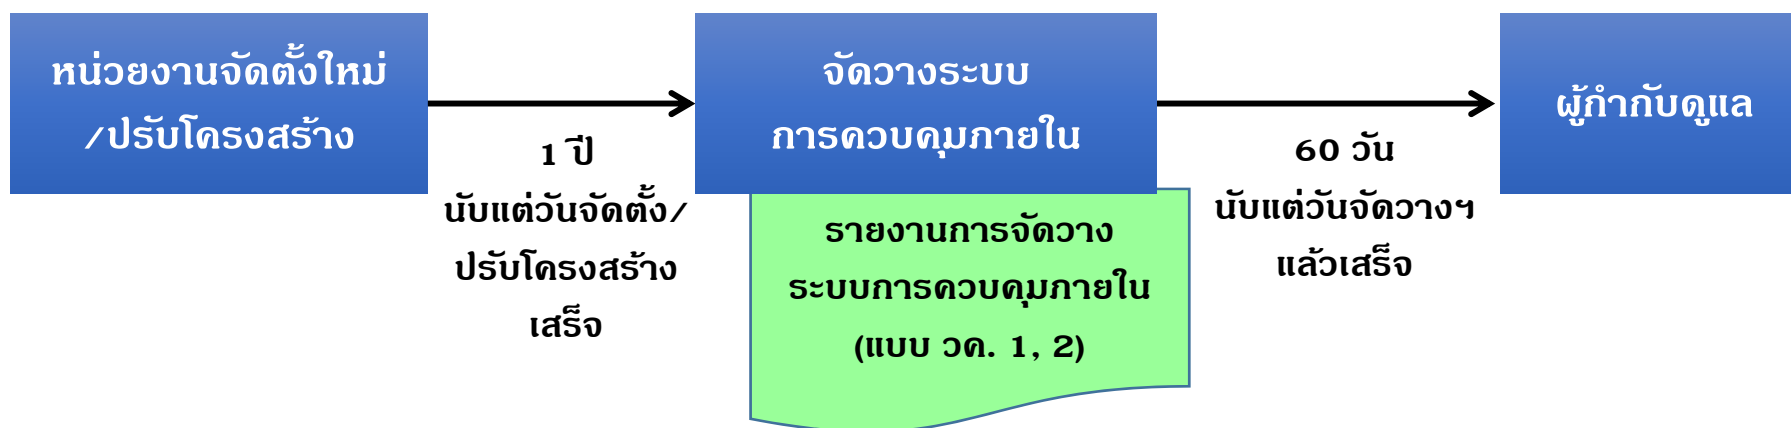 หน่วยงานจัดตั้งใหม่
/ปรับโครงสร้าง
1 ปี
นับแต่วันจัดตั้ง/
ปรับโครงสร้าง
เสร็จ
จัดวางระบบ
การควบคุมภายใน
รายงานการจัดวาง
ระบบการควบคุมภายใน
(แบบ วค. 1, 2)
60 วัน
นับแต่วันจัดวางฯ
แล้วเสร็จ
ผู้กำกับดูแล